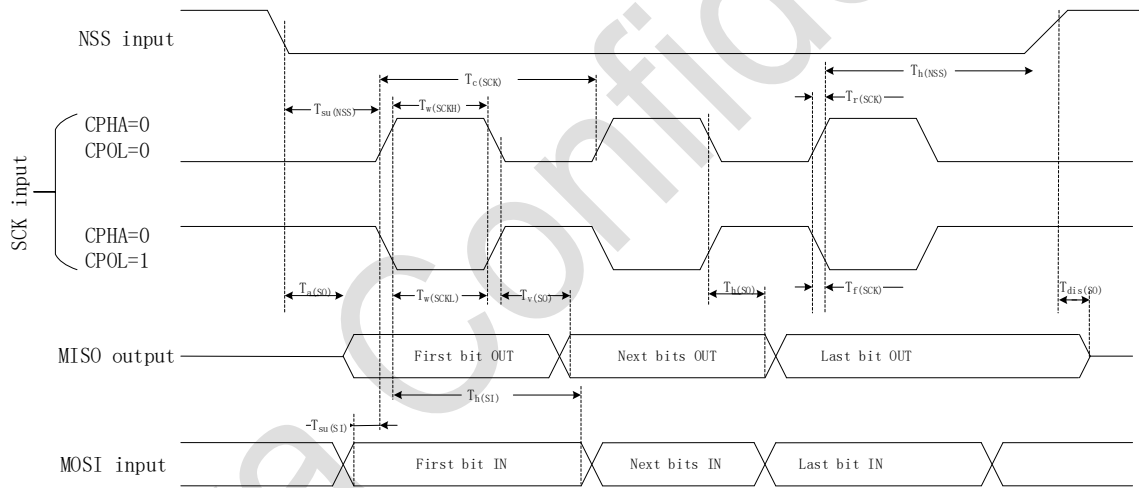 NSS input
Tc(SCK)
Th(NSS)
Tsu(NSS)
Tw(SCKH)
Tr(SCK)
CPHA=0
CPOL=0
SCK input
CPHA=0
CPOL=1
Ta(SO)
Tw(SCKL)
Tv(SO)
Th(SO)
Tf(SCK)
Tdis(SO)
MISO output
First bit OUT
Next bits OUT
Last bit OUT
Th(SI)
Tsu(SI)
MOSI input
First bit IN
Next bits IN
Last bit IN